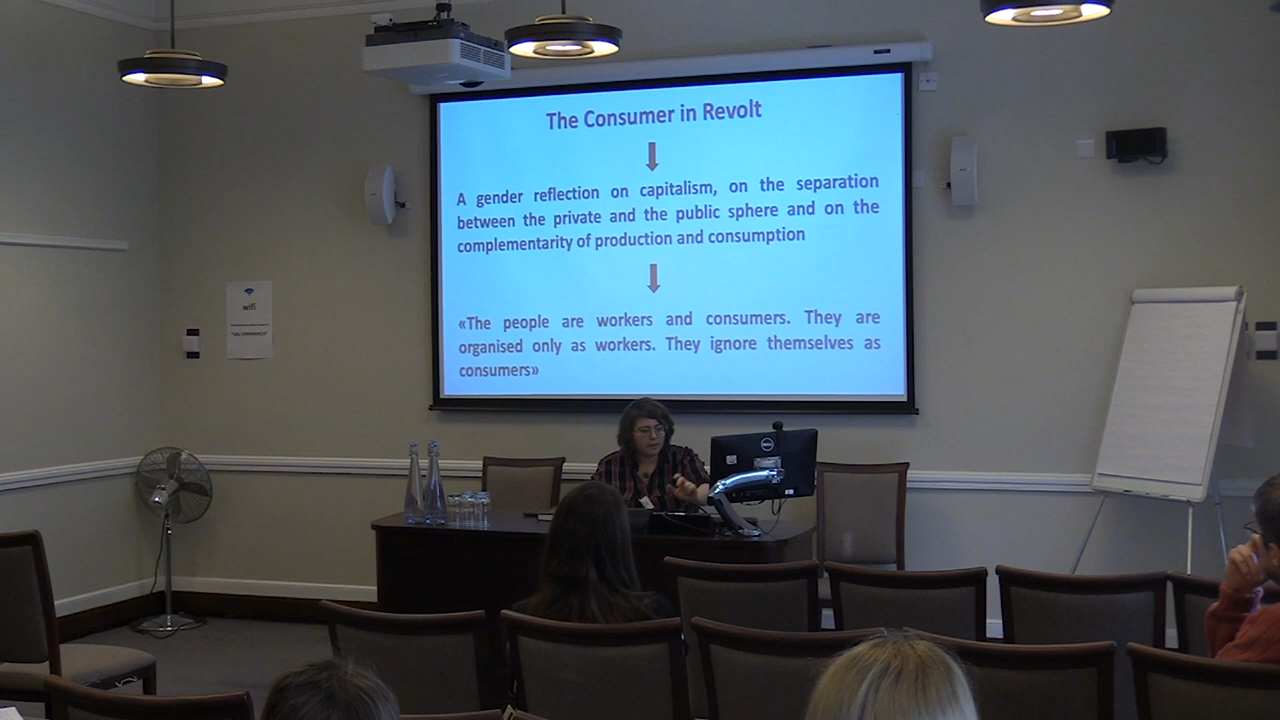 The Consumer in Revolt
A gender reflection on capitalism, on the separation
between the private and the public sphere and on the
complementarity of production and consumption
«The people are workers and consumers. They are
organised only as workers. They ignore themselves as
consumers»
wifi
DELL